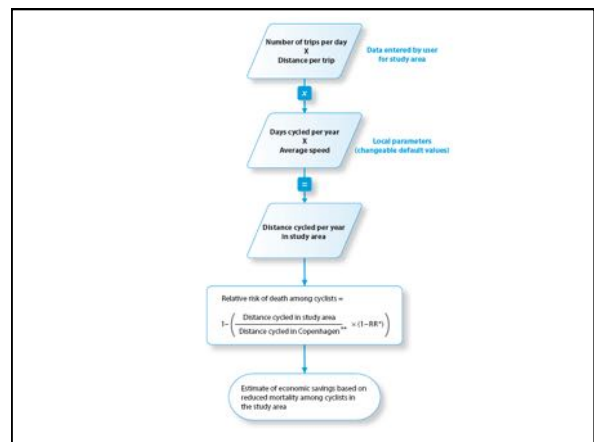 Number of trips per day
X
Distance per trip
Data entered by user
for study area
x
Days cycled per year
X
Average speed
Local parameters
(changeable default values)
=
Distance cycled per year
in study area
Relative risk of death among cyclists =
1– ( Distance cycled in study area
Distance cycled in Copenhagen** × (1–RR*) )
Estimate of economic savings based on
reduced mortality among cyclists in
the study area